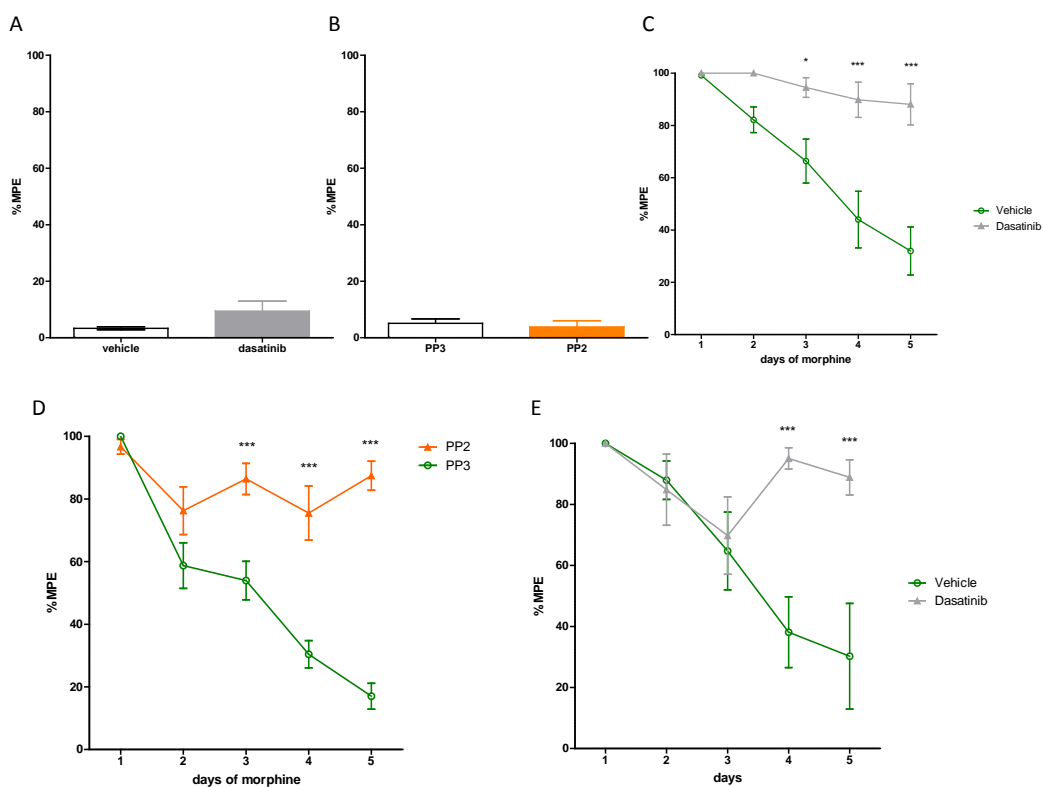 A
100
80
60
40
20
0
%MPE
vehicle
dasatinib
B
100
80
60
40
20
0
%MPE
PP3
PP2
C
100
80
60
40
20
0
%MPE
*
***
***
1 2 3 4 5
days of morphine
Vehicle
Dasatinib
D
100
80
60
40
20
0
%MPE
***
***
***
1 2 3 4 5
days of morphine
PP2
PP3
E
100
80
60
40
20
0
%MPE
***
***
1 2 3 4 5
days
Vehicle
Dasatinib